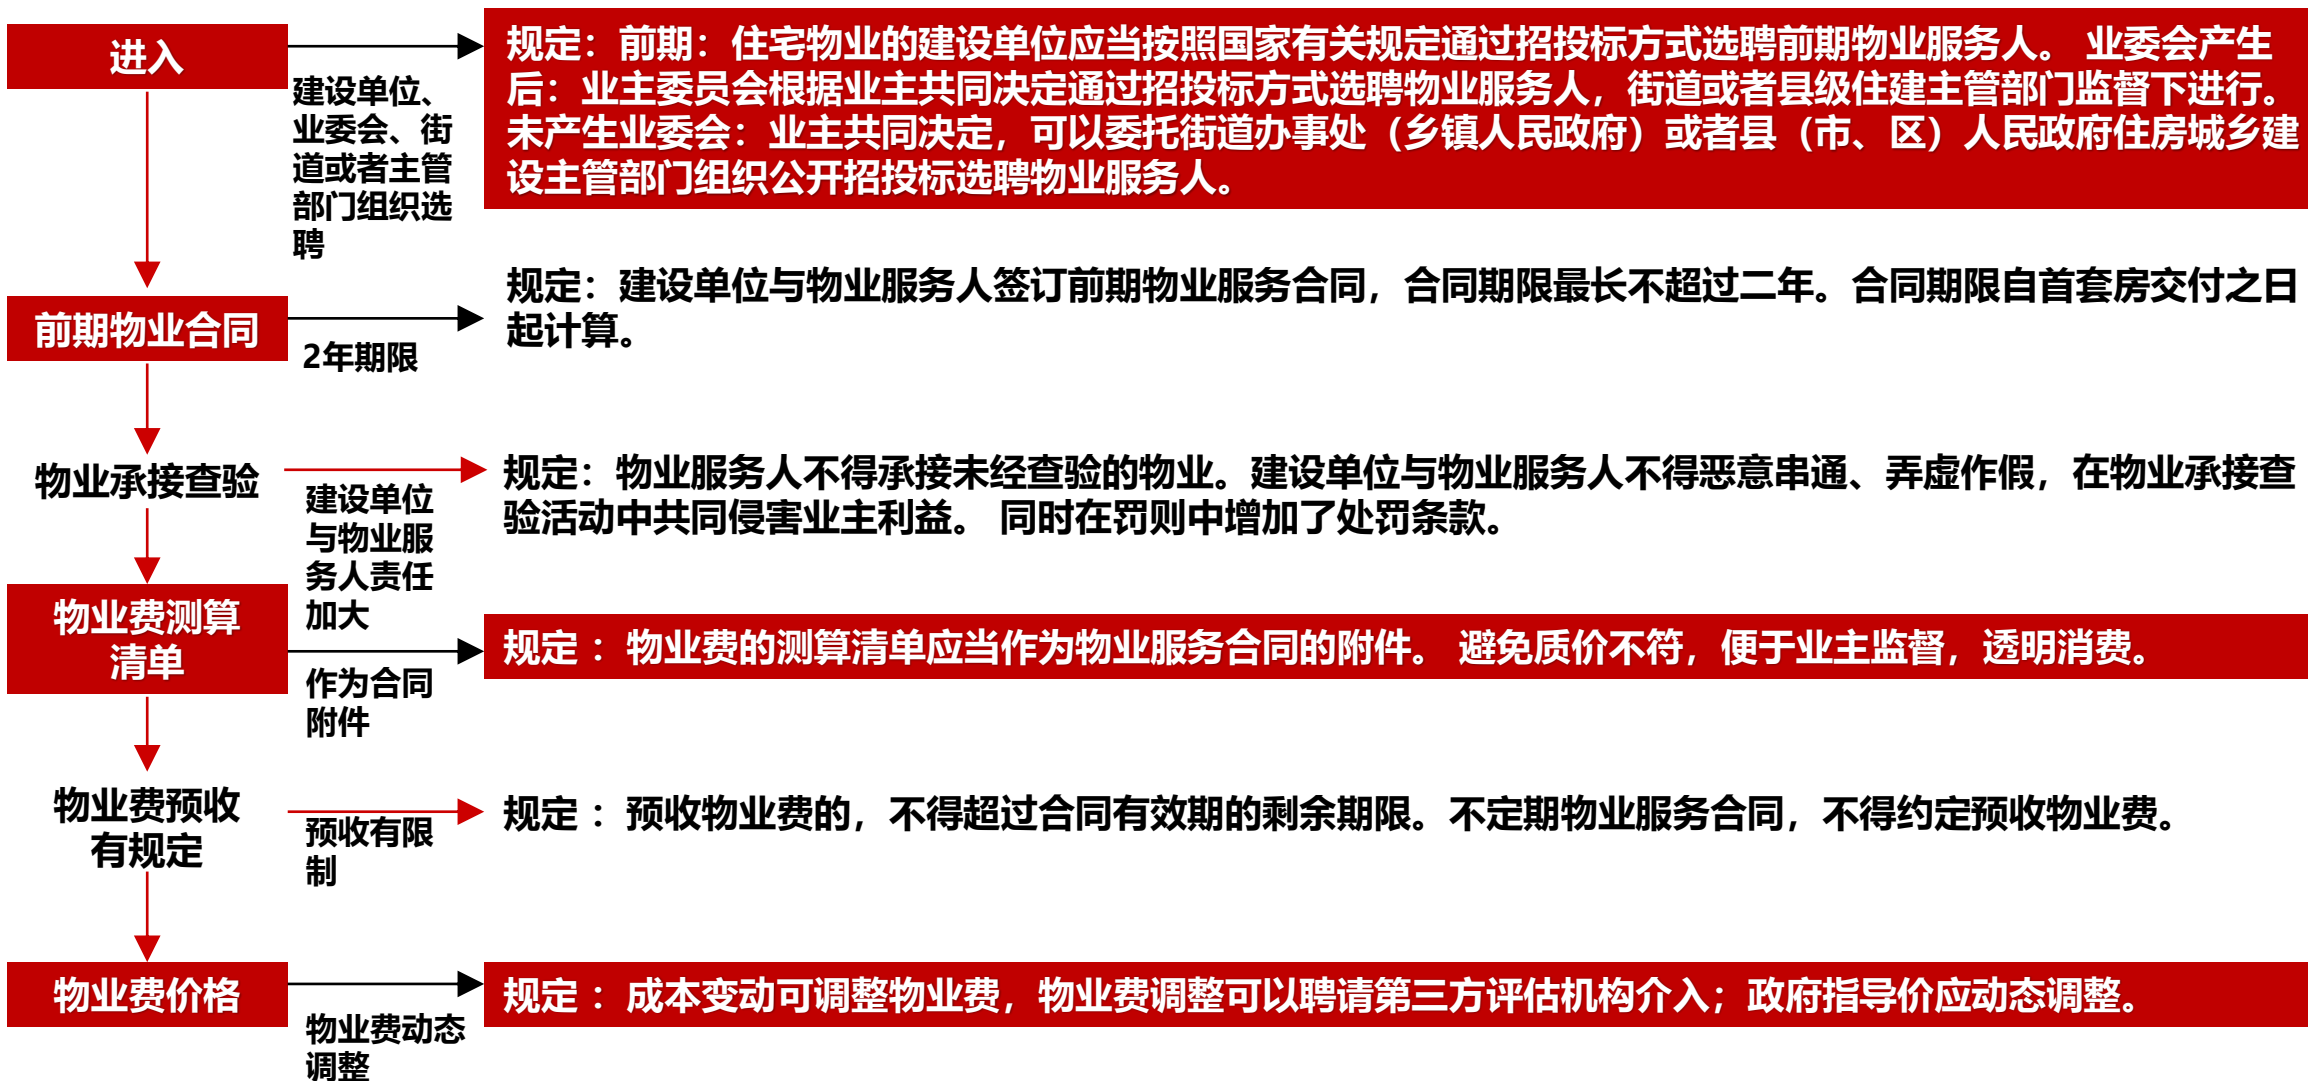 进入
建设单位、
业委会、街
道或者主管
部门组织选
聘
规定：前期：住宅物业的建设单位应当按照国家有关规定通过招投标方式选聘前期物业服务人。 业委会产生
后：业主委员会根据业主共同决定通过招投标方式选聘物业服务人，街道或者县级住建主管部门监督下进行。
未产生业委会：业主共同决定，可以委托街道办事处（乡镇人民政府）或者县（市、区）人民政府住房城乡建
设主管部门组织公开招投标选聘物业服务人。
前期物业合同
2年期限
规定：建设单位与物业服务人签订前期物业服务合同，合同期限最长不超过二年。合同期限自首套房交付之日
起计算。
物业承接查验
建设单位
与物业服
务人责任
加大
规定：物业服务人不得承接未经查验的物业。建设单位与物业服务人不得恶意串通、弄虚作假，在物业承接查
验活动中共同侵害业主利益。 同时在罚则中增加了处罚条款。
物业费测算
清单
作为合同
附件
规定 ：物业费的测算清单应当作为物业服务合同的附件。 避免质价不符，便于业主监督，透明消费。
物业费预收
有规定
预收有限
制
规定 ：预收物业费的，不得超过合同有效期的剩余期限。不定期物业服务合同，不得约定预收物业费。
物业费价格
物业费动态
调整
规定 ：成本变动可调整物业费，物业费调整可以聘请第三方评估机构介入；政府指导价应动态调整。